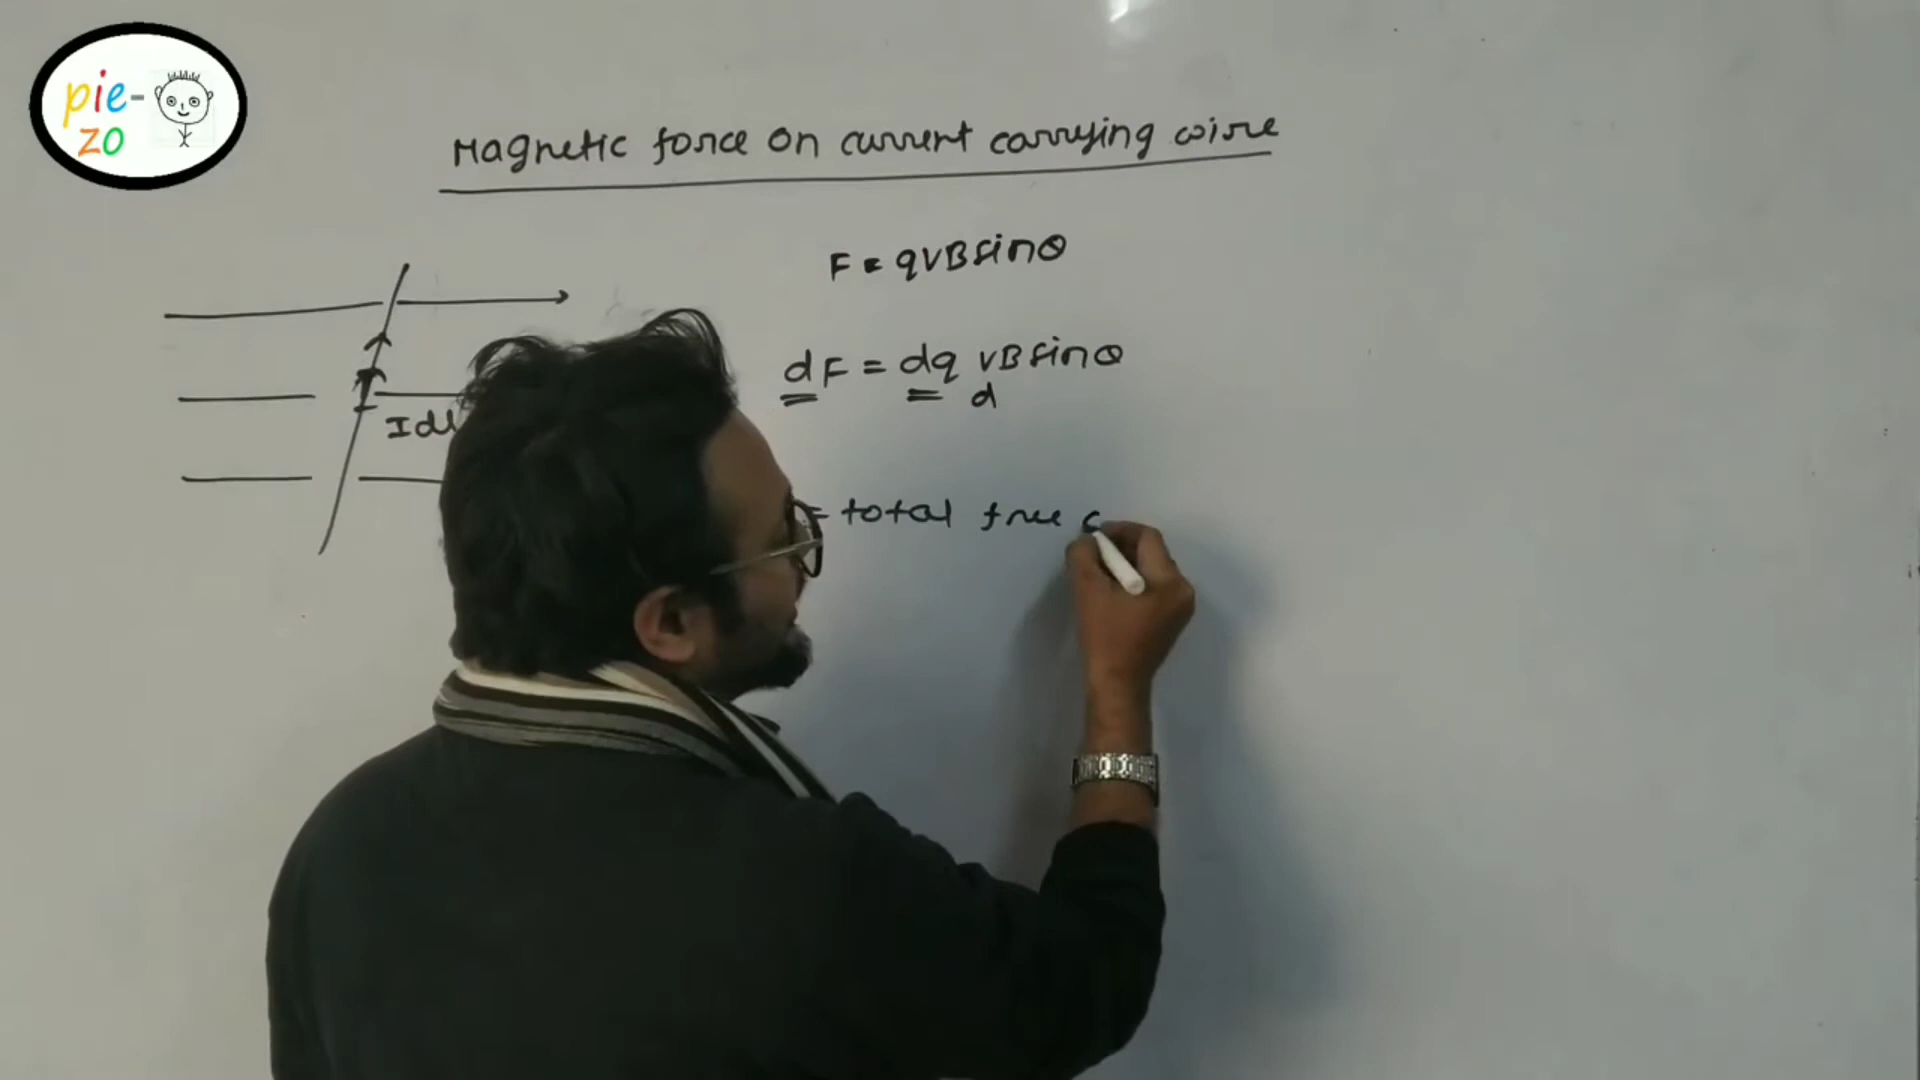 pie-
zo
Magnetic force on current carrying wire
F = qvBsinθ
dF = dq vBsinθ
d
Idl
= total free c